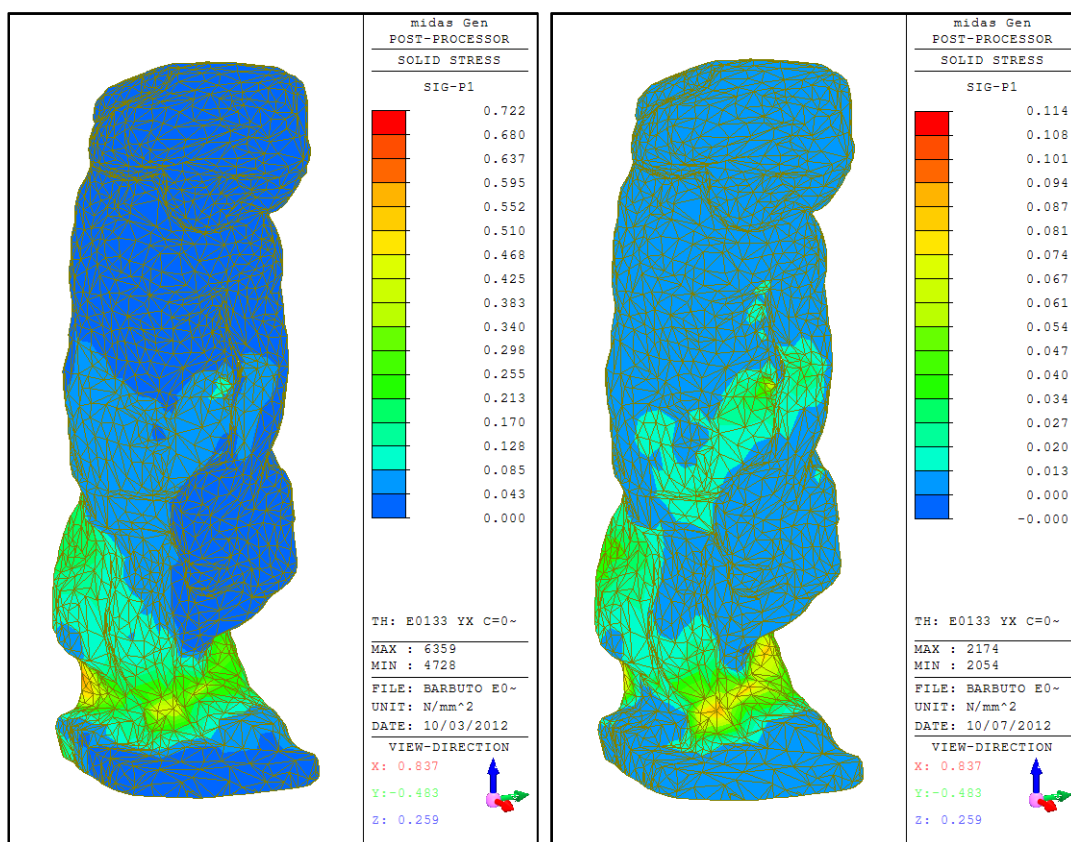 midas Gen
POST-PROCESSOR
SOLID STRESS
SIG-P1
0.722
0.680
0.637
0.595
0.552
0.510
0.468
0.425
0.383
0.340
0.298
0.255
0.213
0.170
0.128
0.085
0.043
0.000
TH: E0133 YX C=0~
MAX : 6359
MIN : 4728
FILE: BARBUTO E0~
UNIT: N/mm^2
DATE: 10/03/2012
VIEW-DIRECTION
X: 0.837
Y:-0.483
Z: 0.259
midas Gen
POST-PROCESSOR
SOLID STRESS
SIG-P1
0.114
0.108
0.101
0.094
0.087
0.081
0.074
0.067
0.061
0.054
0.047
0.040
0.034
0.027
0.020
0.013
0.000
-0.000
TH: E0133 YX C=0~
MAX : 2174
MIN : 2054
FILE: BARBUTO E0~
UNIT: N/mm^2
DATE: 10/07/2012
VIEW-DIRECTION
X: 0.837
Y:-0.483
Z: 0.259